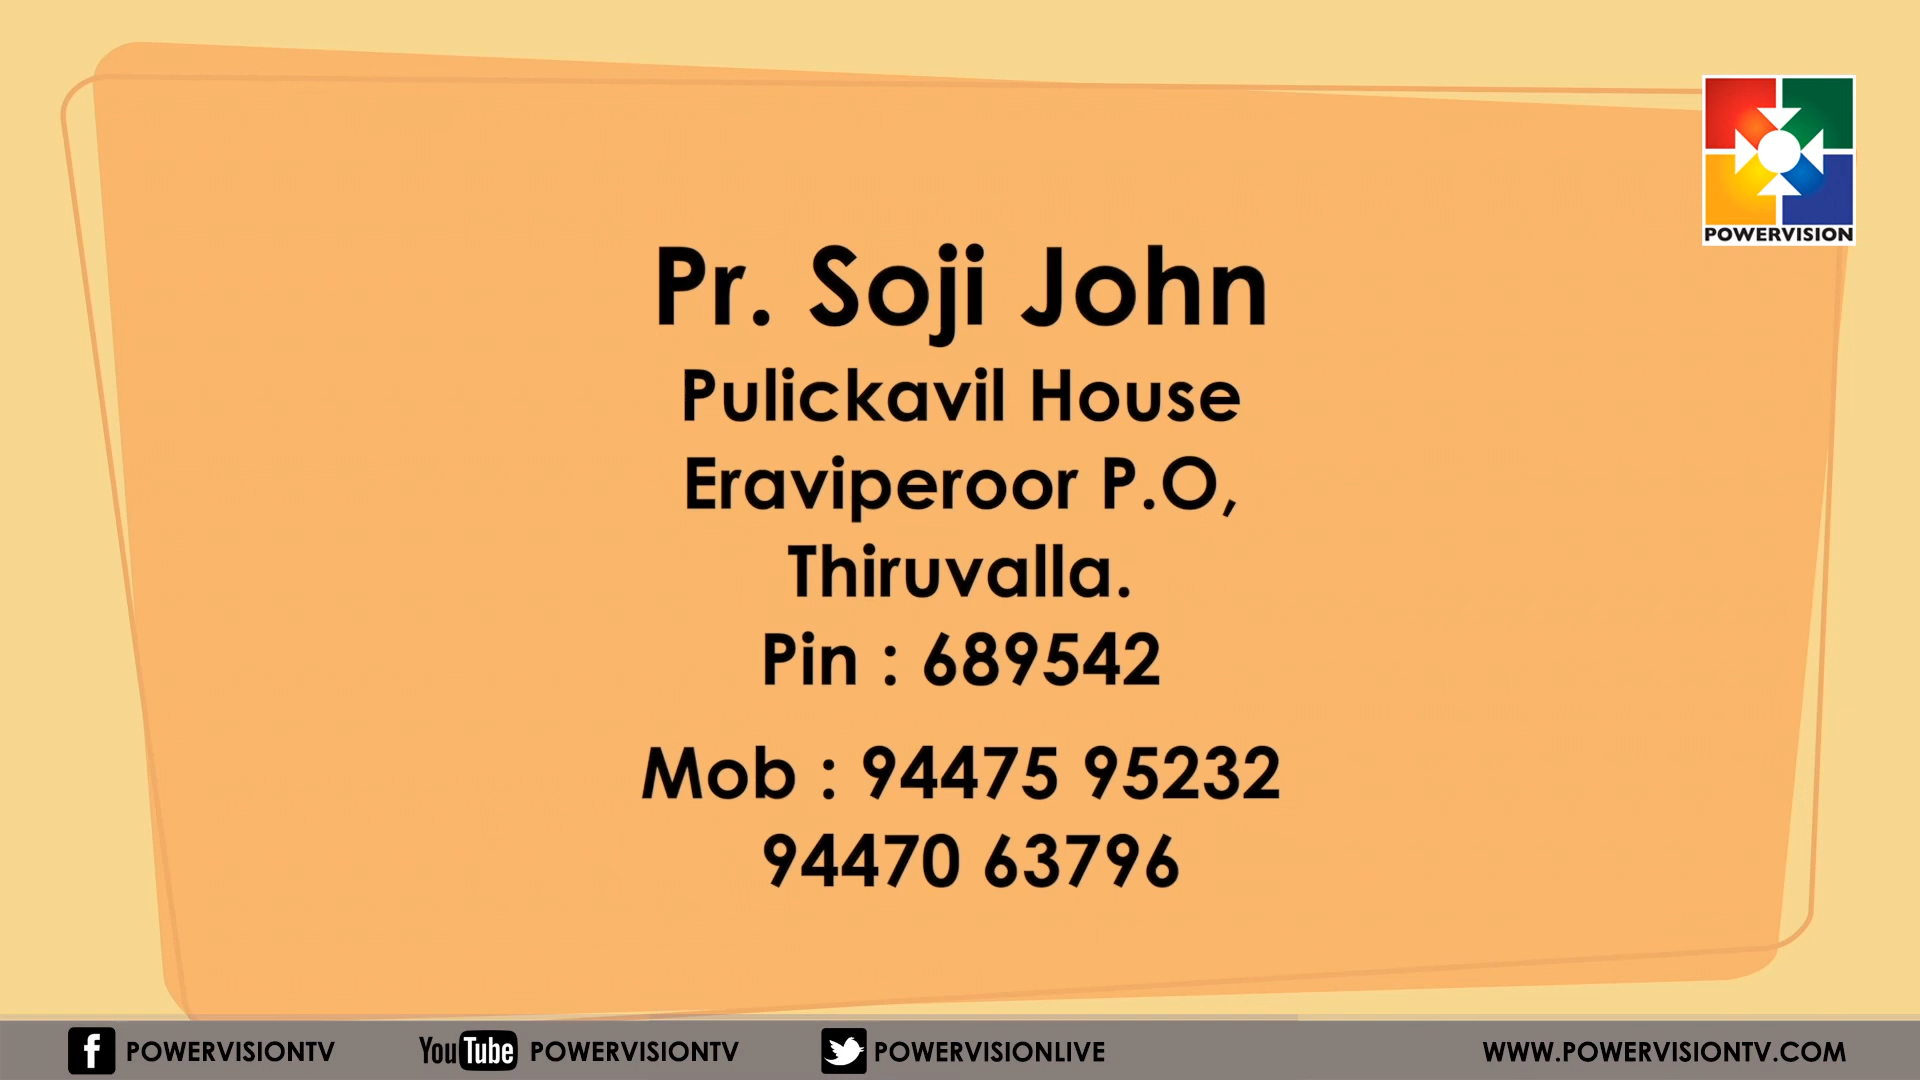 POWERVISION
Pr. Soji John
Pulickavil House
Eraviperoor P.O,
Thiruvalla.
Pin : 689542
Mob : 94475 95232
94470 63796
f POWERVISIONTV YouTube POWERVISIONTV POWERVISIONLIVE WWW.POWERVISIONTV.COM